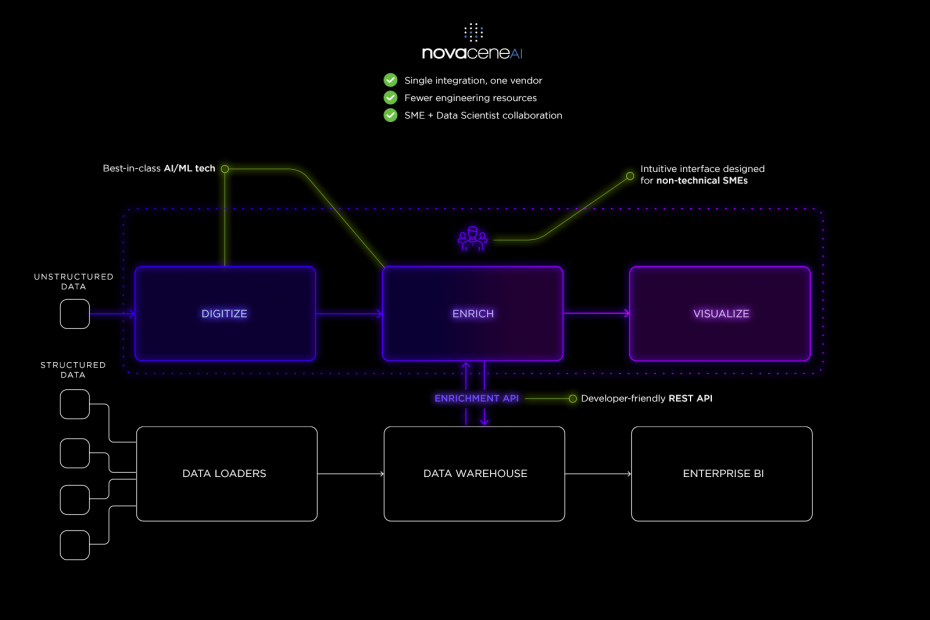 novaceneAI
Single integration, one vendor
Fewer engineering resources
SME + Data Scientist collaboration
Best-in-class AI/ML tech
Intuitive interface designed
for non-technical SMEs
UNSTRUCTURED
DATA
DIGITIZE
ENRICH
VISUALIZE
STRUCTURED
DATA
ENRICHMENT API
Developer-friendly REST API
DATA LOADERS
DATA WAREHOUSE
ENTERPRISE BI